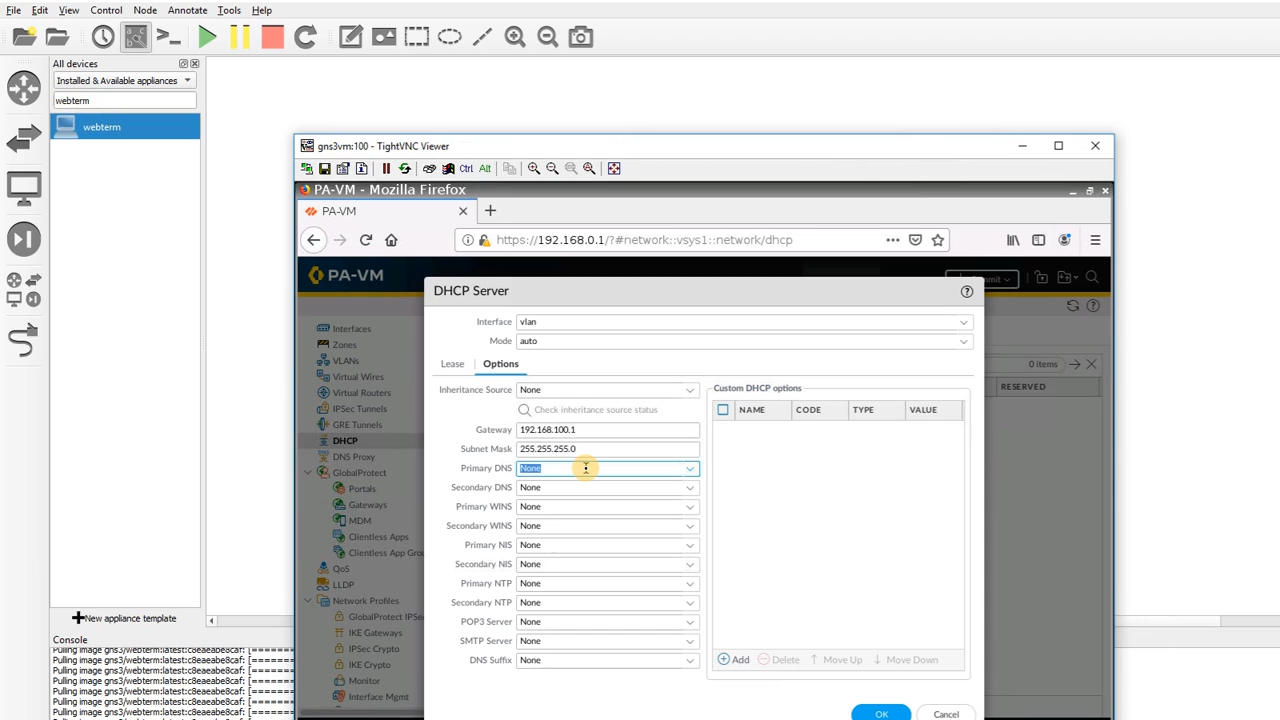 File Edit View Control Node Annotate Tools Help
All devices
Installed & Available appliances
webterm
webterm
New appliance template
Console
Pulling image gns3/webterm:latest:c8eaeabe8caf: [=======
Pulling image gns3/webterm:latest:c8eaeabe8caf: [=======
Pulling image gns3/webterm:latest:c8eaeabe8caf: [=======
Pulling image gns3/webterm:latest:c8eaeabe8caf: [=======
Pulling image gns3/webterm:latest:c8eaeabe8caf: [=======
Pulling image gns3/webterm:latest:c8eaeabe8caf: [=======
gns3vm:100 - TightVNC Viewer
Ctrl Alt
PA-VM - Mozilla Firefox
PA-VM
https://192.168.0.1/?#network::vsys1::network/dhcp
PA-VM
Interfaces
Zones
VLANs
Virtual Wires
Virtual Routers
IPSec Tunnels
GRE Tunnels
DHCP
DNS Proxy
GlobalProtect
Portals
Gateways
MDM
Clientless Apps
Clientless App Grou
QoS
LLDP
Network Profiles
GlobalProtect IPSec
IKE Gateways
IPSec Crypto
IKE Crypto
Monitor
Interface Mgmt
DHCP Server
Interface vlan
Mode auto
Lease Options
Inheritance Source None
Check inheritance source status
Gateway 192.168.100.1
Subnet Mask 255.255.255.0
Primary DNS None
Secondary DNS None
Primary WINS None
Secondary WINS None
Primary NIS None
Secondary NIS None
Primary NTP None
Secondary NTP None
POP3 Server None
SMTP Server None
DNS Suffix None
Custom DHCP options
NAME CODE TYPE VALUE
Add Delete Move Up Move Down
OK Cancel
0 items
RESERVED